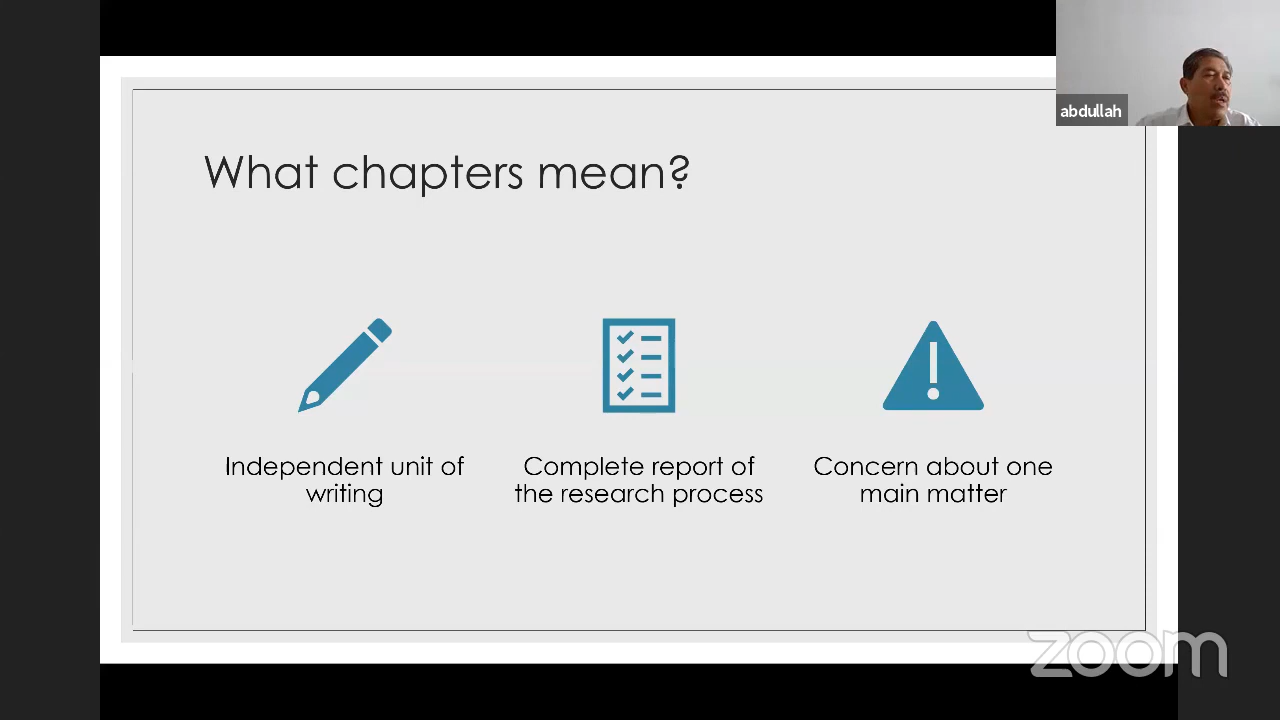 abdullah
What chapters mean?
Independent unit of
writing
Complete report of
the research process
Concern about one
main matter
zoom